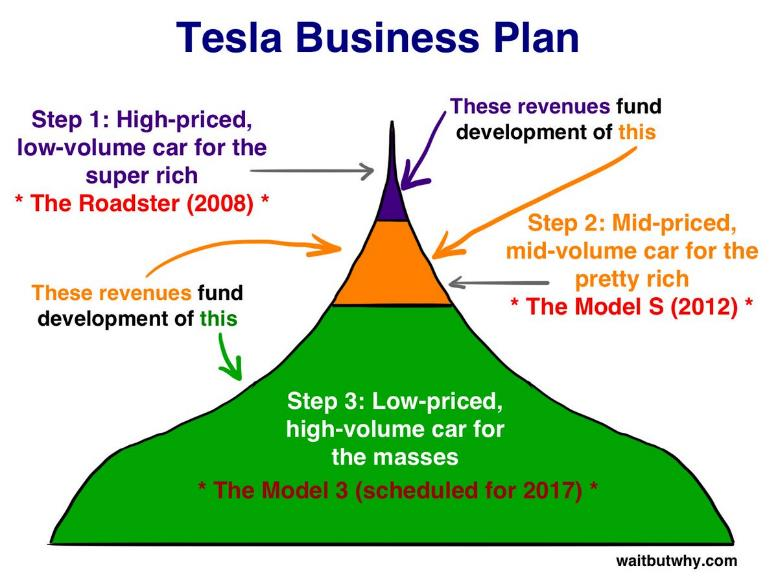 Tesla Business Plan
Step 1: High-priced,
low-volume car for the
super rich
* The Roadster (2008) *
These revenues fund
development of this
Step 2: Mid-priced,
mid-volume car for the
pretty rich
* The Model S (2012) *
These revenues fund
development of this
Step 3: Low-priced,
high-volume car for
the masses
* The Model 3 (scheduled for 2017) *
waitbutwhy.com